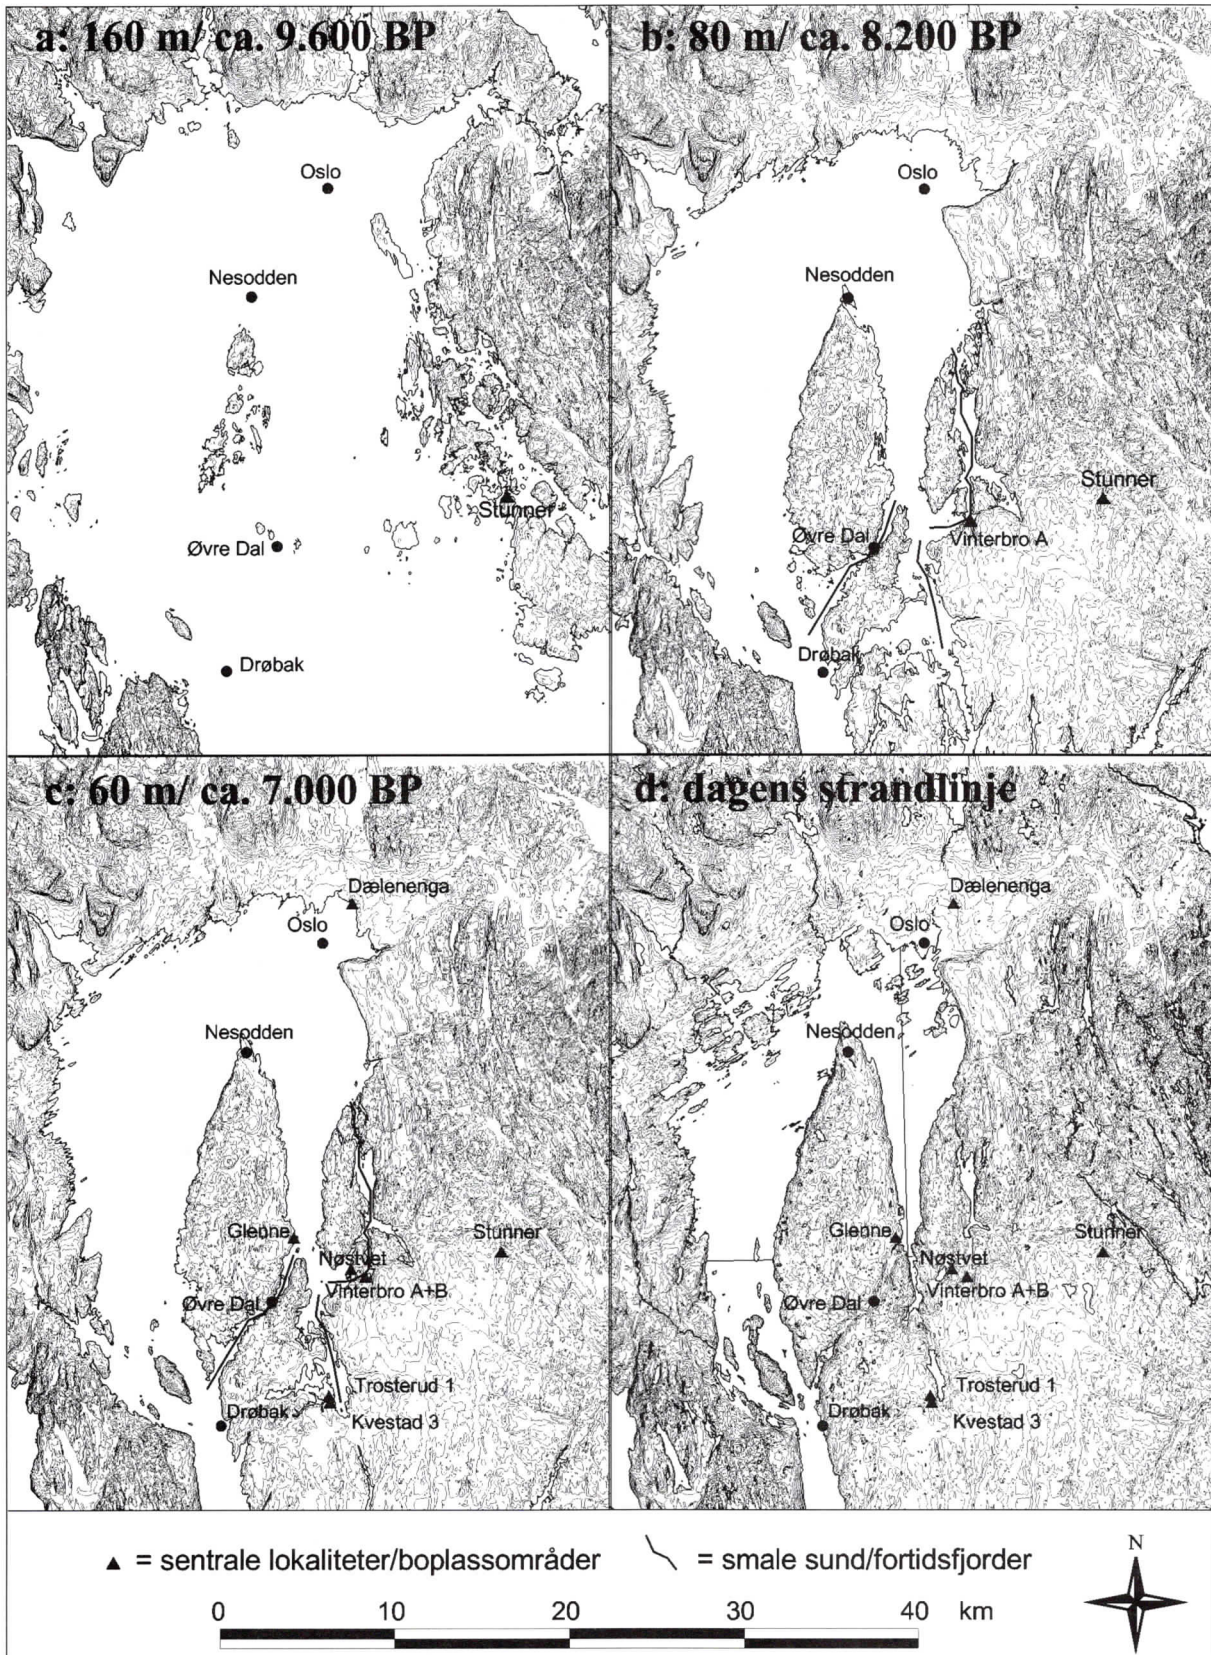 a: 160 m/ ca. 9.600 BP
Oslo
Nesodden
Stunner
Øvre Dal
Drøbak
b: 80 m/ ca. 8.200 BP
Oslo
Nesodden
Stunner
Vinterbro A
Øvre Dal
Drøbak
c: 60 m/ ca. 7.000 BP
Dælenenga
Oslo
Nesodden
Glenne
Stunner
Nøstvet
Vinterbro A+B
Øvre Dal
Trosterud 1
Drøbak
Kvestad 3
d: dagens strandlinje
Dælenenga
Oslo
Nesodden
Glenne
Stunner
Nøstvet
Vinterbro A+B
Øvre Dal
Trosterud 1
Drøbak
Kvestad 3
▲ = sentrale lokaliteter/boplassområder
= smale sund/fortidsfjorder
N
0 10 20 30 40 km